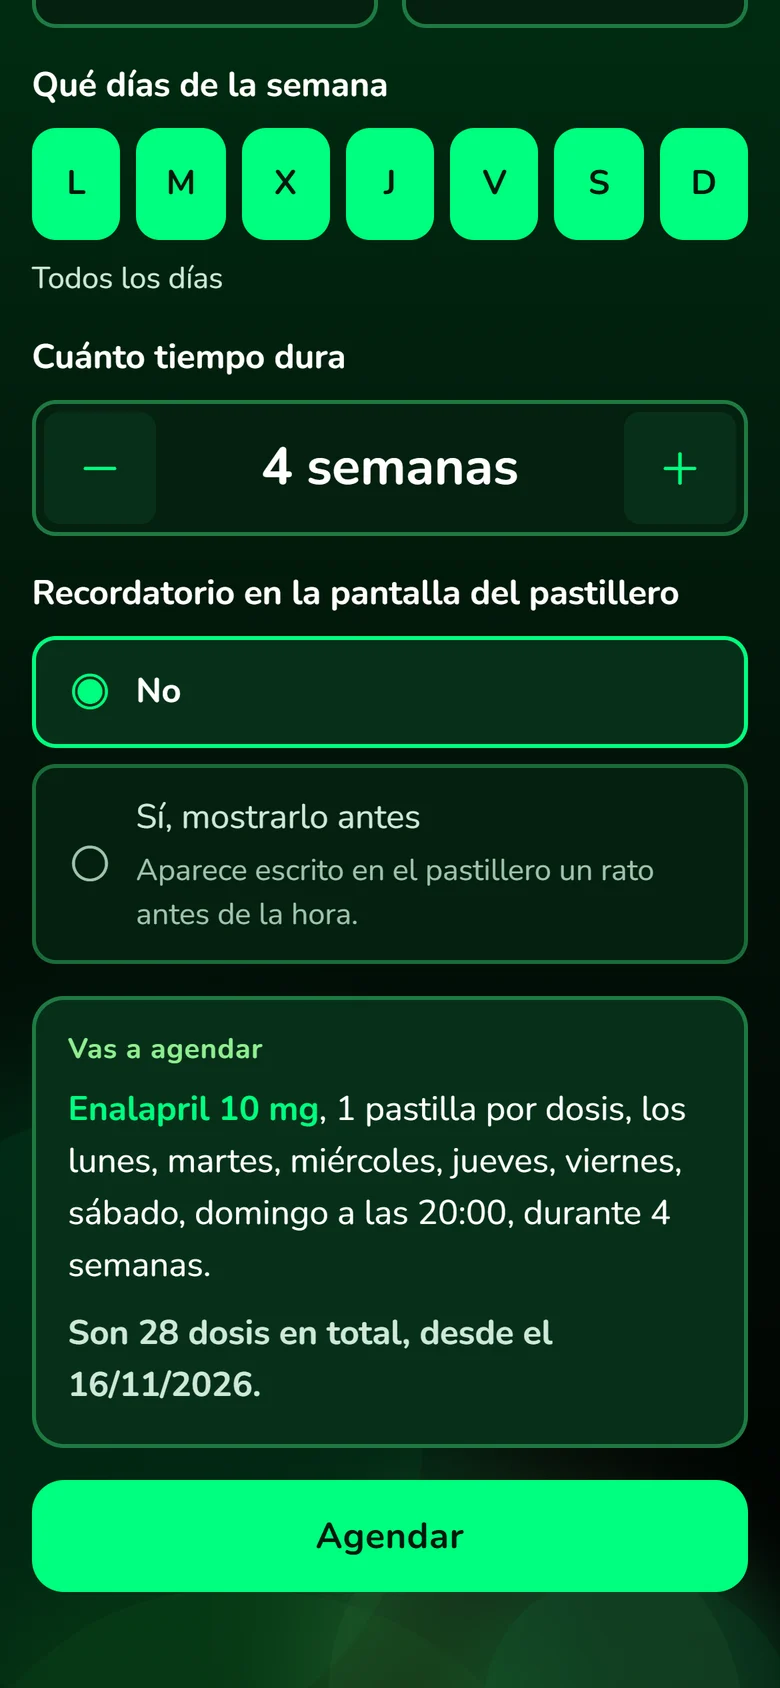 Qué días de la semana
L M X J V S D
Todos los días
Cuánto tiempo dura
— 4 semanas +
Recordatorio en la pantalla del pastillero
No
Sí, mostrarlo antes
Aparece escrito en el pastillero un rato
antes de la hora.
Vas a agendar
Enalapril 10 mg, 1 pastilla por dosis, los
lunes, martes, miércoles, jueves, viernes,
sábado, domingo a las 20:00, durante 4
semanas.
Son 28 dosis en total, desde el
16/11/2026.
Agendar